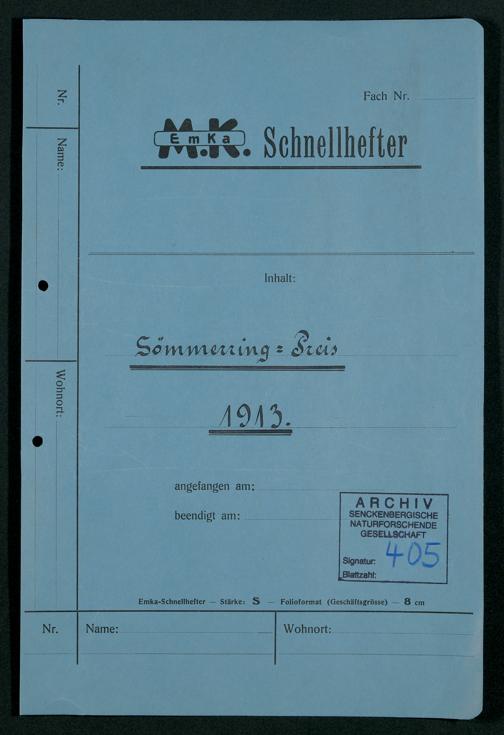 Nr.
Name:
Wohnort:
Fach Nr.
M.K.
EmKa
Schnellhefter
Inhalt:
Sömmerring=Preis
1913.
angefangen am:
beendigt am:
ARCHIV
SENCKENBERGISCHE
NATURFORSCHENDE
GESELLSCHAFT
Signatur: 405
Blattzahl:
Emka-Schnellhefter — Stärke: S — Folioformat (Geschäftsgrösse) — 8 cm
Nr. Name: Wohnort: